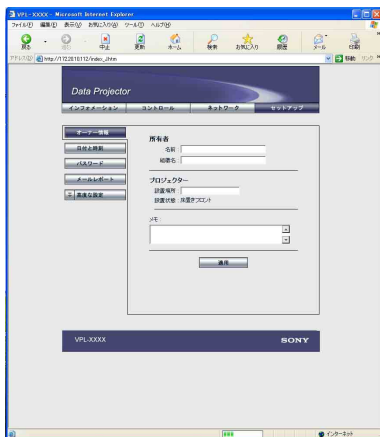 VPL-XXXX - Microsoft Internet Explorer
ファイル(F) 編集(E) 表示(V) お気に入り(A) ツール(T) ヘルプ(H)
戻る 進む 中止 更新 ホーム 検索 お気に入り 履歴 メール 印刷
アドレス(D) http://172.20.10.112/index_J.htm 移動 リンク
Data Projector
インフォメーション コントロール ネットワーク セットアップ
オーナー情報
日付と時刻
パスワード
メールレポート
高度な設定
所有者
名前:
組織名:
プロジェクター
設置場所:
設置状態: 床置きフロント
メモ:
適用
VPL-XXXX SONY
インターネット